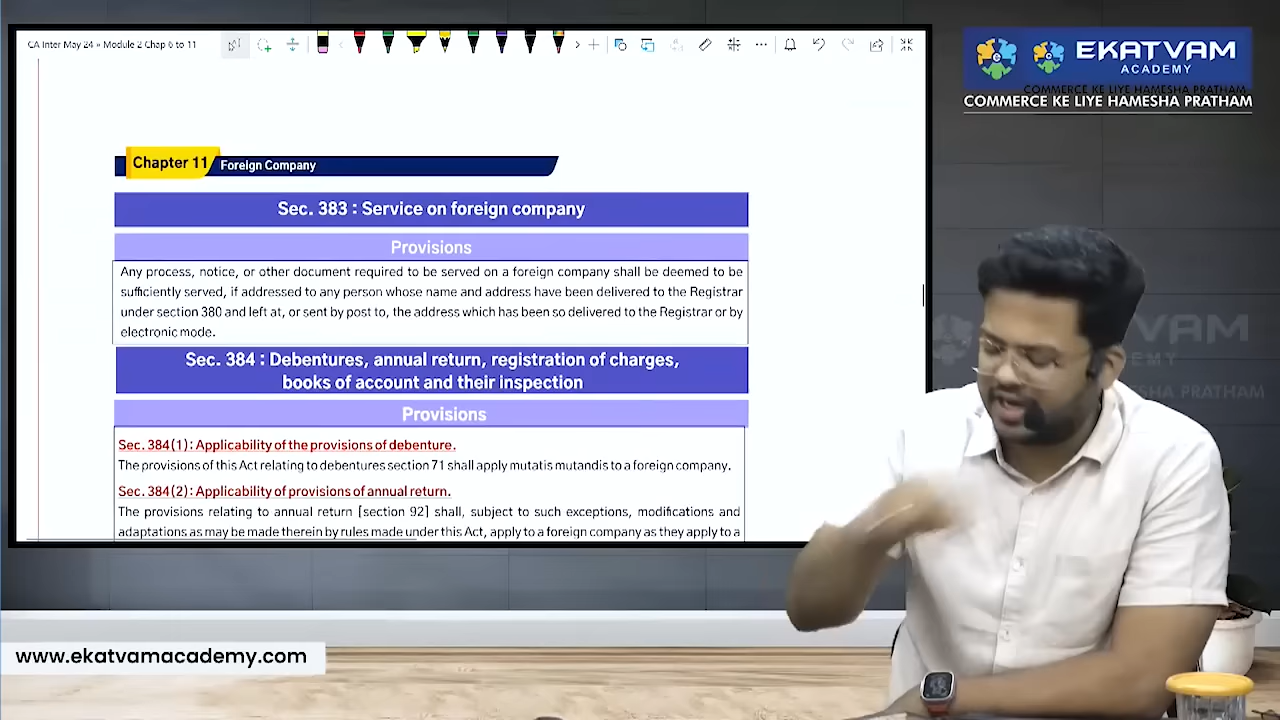 CA Inter May 24 » Module 2 Chap 6 to 11
EKATVAM
ACADEMY
COMMERCE KE LIYE HAMESHA PRATHAM
COMMERCE KE LIYE HAMESHA PRATHAM
Chapter 11 Foreign Company
Sec. 383 : Service on foreign company
Provisions
Any process, notice, or other document required to be served on a foreign company shall be deemed to be
sufficiently served, if addressed to any person whose name and address have been delivered to the Registrar
under section 380 and left at, or sent by post to, the address which has been so delivered to the Registrar or by
electronic mode.
Sec. 384 : Debentures, annual return, registration of charges,
books of account and their inspection
Provisions
Sec. 384(1): Applicability of the provisions of debenture.
The provisions of this Act relating to debentures section 71 shall apply mutatis mutandis to a foreign company.
Sec. 384(2): Applicability of provisions of annual return.
The provisions relating to annual return [section 92] shall, subject to such exceptions, modifications and
adaptations as may be made therein by rules made under this Act, apply to a foreign company as they apply to a
VAM
EMY
ESHA PRATHAM
www.ekatvamacademy.com